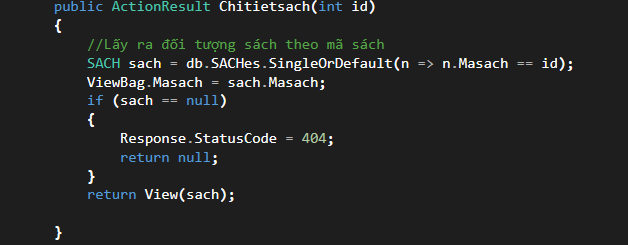 public ActionResult Chitietsach(int id)
{
//Lấy ra đối tượng sách theo mã sách
SACH sach = db.SACHes.SingleOrDefault(n => n.Masach == id);
ViewBag.Masach = sach.Masach;
if (sach == null)
{
Response.StatusCode = 404;
return null;
}
return View(sach);
}